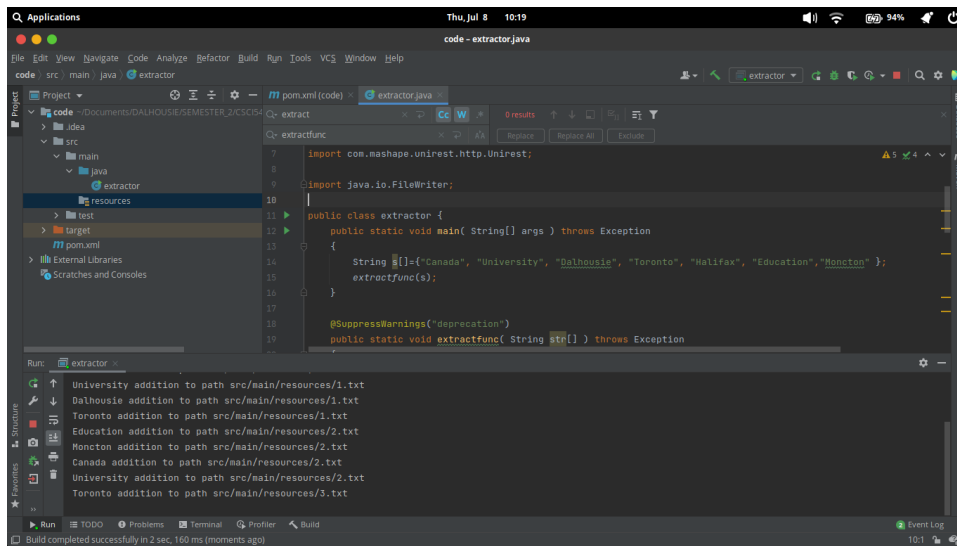 Applications Thu, Jul 8 10:19 94%
code – extractor.java
File Edit View Navigate Code Analyze Refactor Build Run Tools VCS Window Help
code src main java extractor extractor
Project pom.xml (code) extractor.java
code ~/Documents/DALHOUSIE/SEMESTER_2/CSCI54
.idea
src
main
java
extractor
resources
test
target
pom.xml
External Libraries
Scratches and Consoles
extract Cc W 0 results
extractfunc Replace Replace All Exclude
7 import com.mashape.unirest.http.Unirest; 5 4
8
9 import java.io.FileWriter;
10
11 public class extractor {
12 public static void main( String[] args ) throws Exception
13 {
14 String s[]={"Canada", "University", "Dalhousie", "Toronto", "Halifax", "Education","Moncton" };
15 extractfunc(s);
16 }
17
18 @SuppressWarnings("deprecation")
19 public static void extractfunc( String str[] ) throws Exception
Run: extractor
University addition to path src/main/resources/1.txt
Dalhousie addition to path src/main/resources/1.txt
Toronto addition to path src/main/resources/1.txt
Education addition to path src/main/resources/2.txt
Moncton addition to path src/main/resources/2.txt
Canada addition to path src/main/resources/2.txt
University addition to path src/main/resources/2.txt
Toronto addition to path src/main/resources/3.txt
Project
Structure
Favorites
Run TODO Problems Terminal Profiler Build 2 Event Log
Build completed successfully in 2 sec, 160 ms (moments ago) 10:1